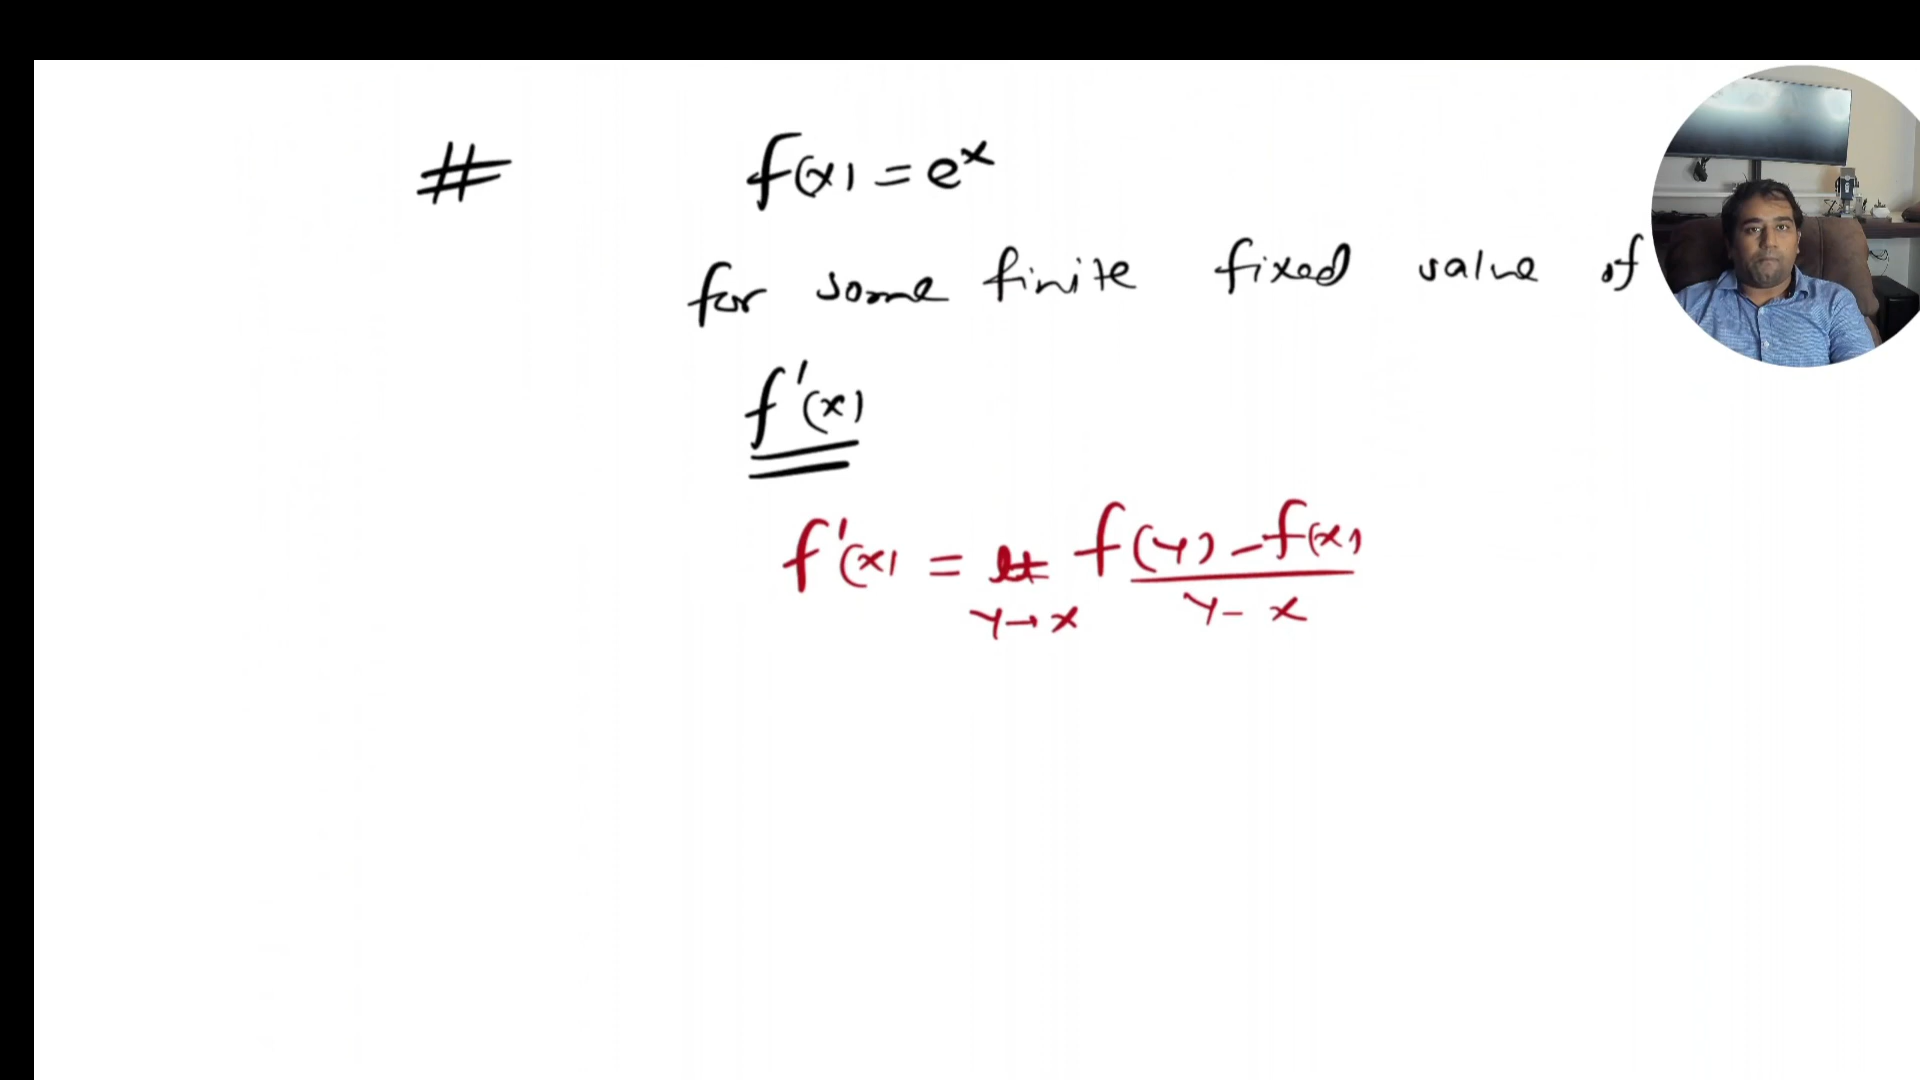 # f(x) = e^x
for some finite fixed value of
f'(x)
f'(x) = lt y→x f(y) - f(x) / y - x